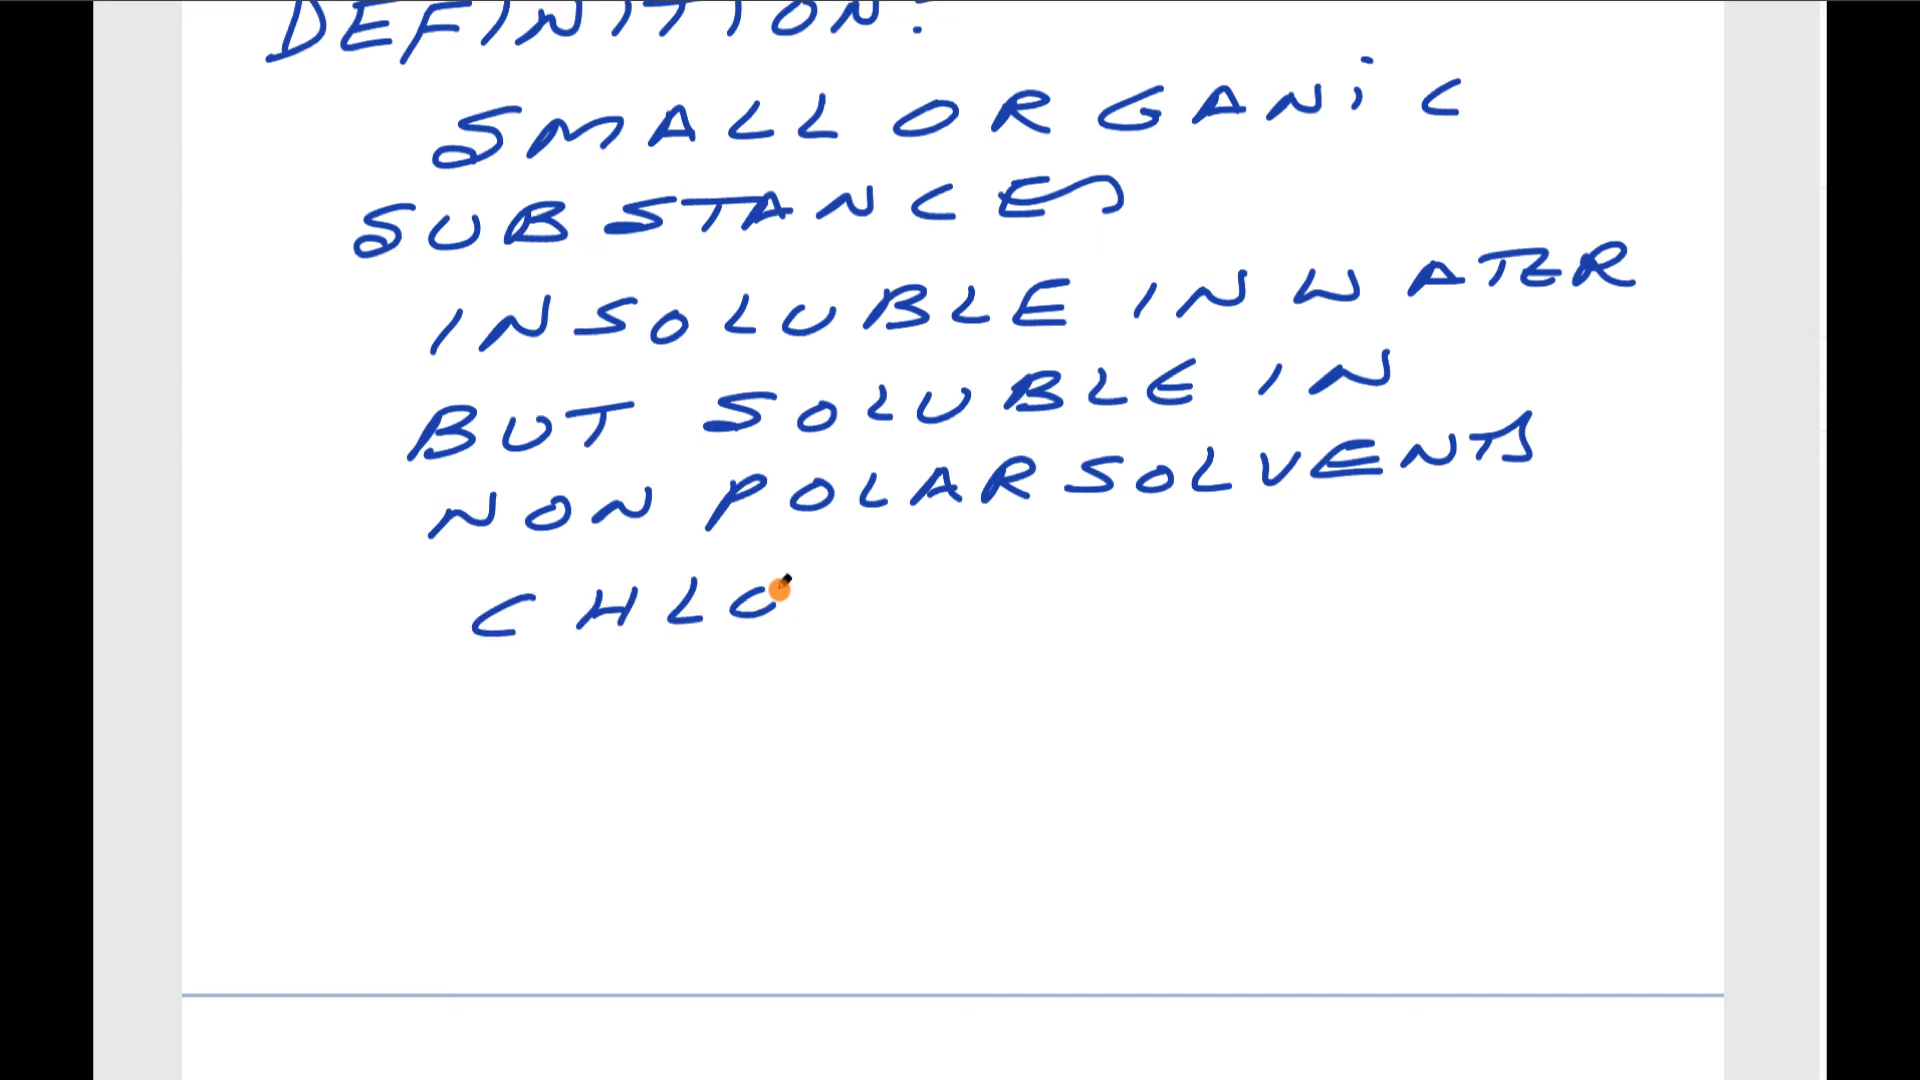 DEFINITION:
SMALL ORGANIC
SUBSTANCES
INSOLUBLE IN WATER
BUT SOLUBLE IN
NON POLAR SOLVENTS
CHLO